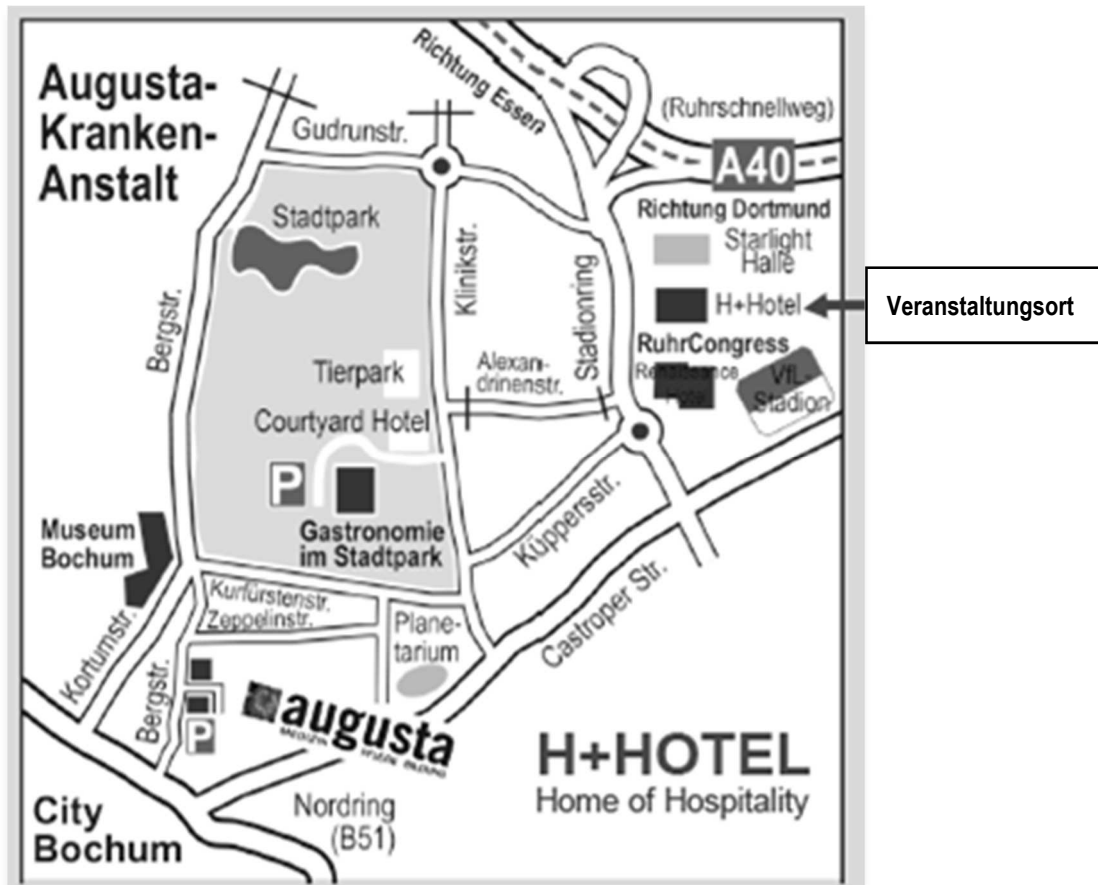 Augusta-
Kranken-
Anstalt
Richtung Essen
(Ruhrschnellweg)
A40
Richtung Dortmund
Gudrunstr.
Stadtpark
Starlight
Halle
H+Hotel
Veranstaltungsort
Bergstr.
Klinikstr.
Stadionring
RuhrCongress
Renaissance
Hotel
VfL-
Stadion
Tierpark
Alexan-
drinenstr.
Courtyard Hotel
P
Gastronomie
im Stadtpark
Museum
Bochum
Küppersstr.
Castroper Str.
Kurfürstenstr.
Zeppelinstr.
Plane-
tarium
Kortumstr.
Bergstr.
P
augusta
City
Bochum
Nordring
(B51)
H+HOTEL
Home of Hospitality